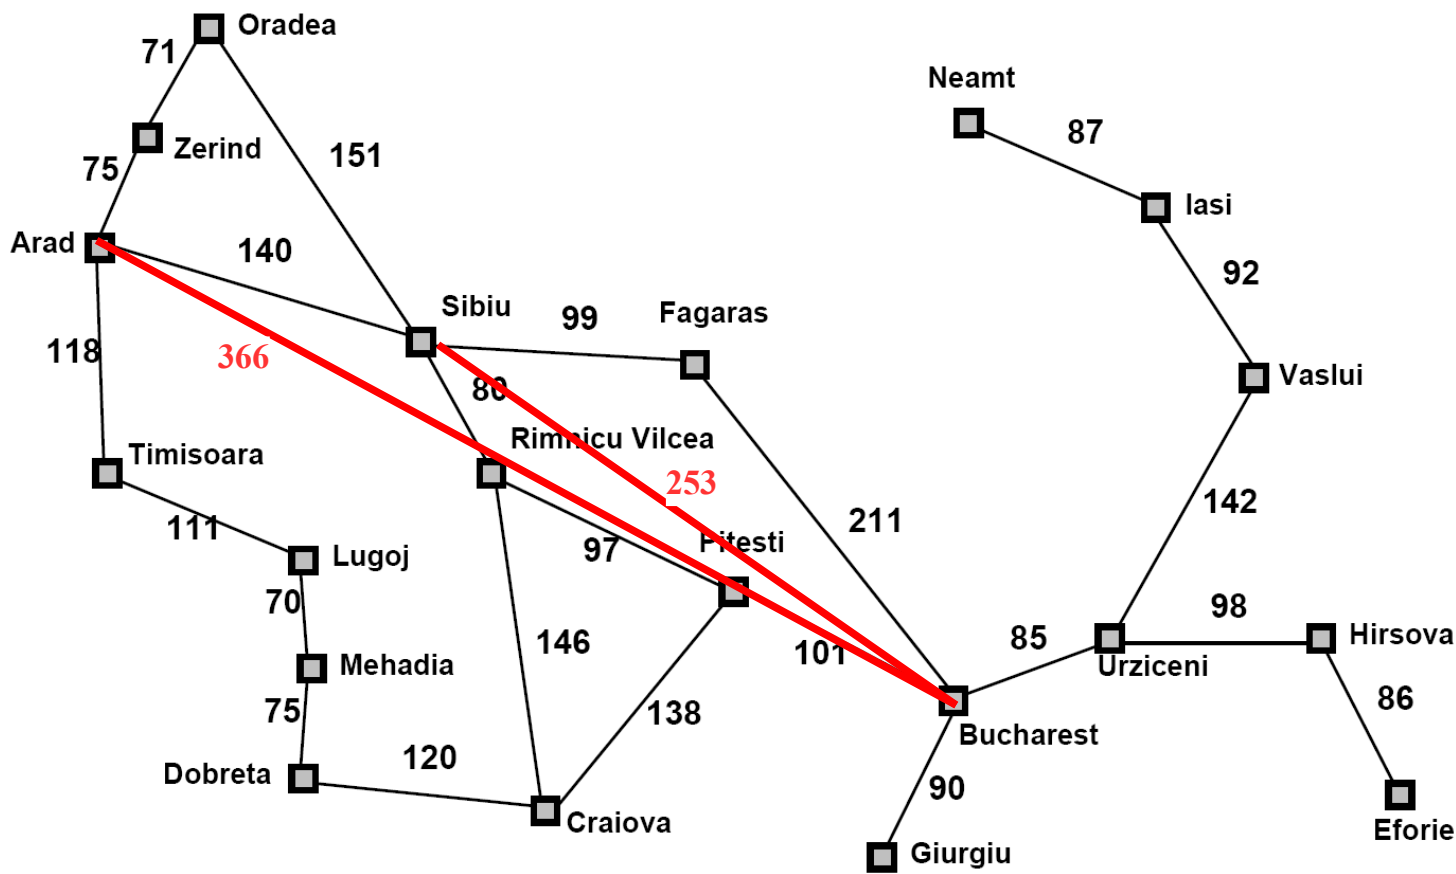 Oradea
71
Neamt
87
Zerind
151
75
Iasi
Arad
140
92
Sibiu
99
Fagaras
118
366
80
Vaslui
Rimnicu Vilcea
Timisoara
253
142
111
97
Pitesti
211
Lugoj
70
98
146
101
85
Hirsova
Mehadia
Urziceni
75
138
86
Bucharest
Dobreta
120
90
Craiova
Eforie
Giurgiu